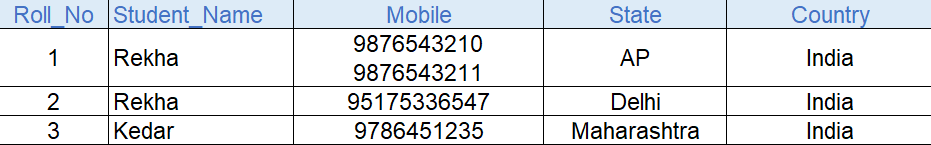 Roll_No Student_Name Mobile State Country
1 Rekha 9876543210 AP India
9876543211
2 Rekha 95175336547 Delhi India
3 Kedar 9786451235 Maharashtra India